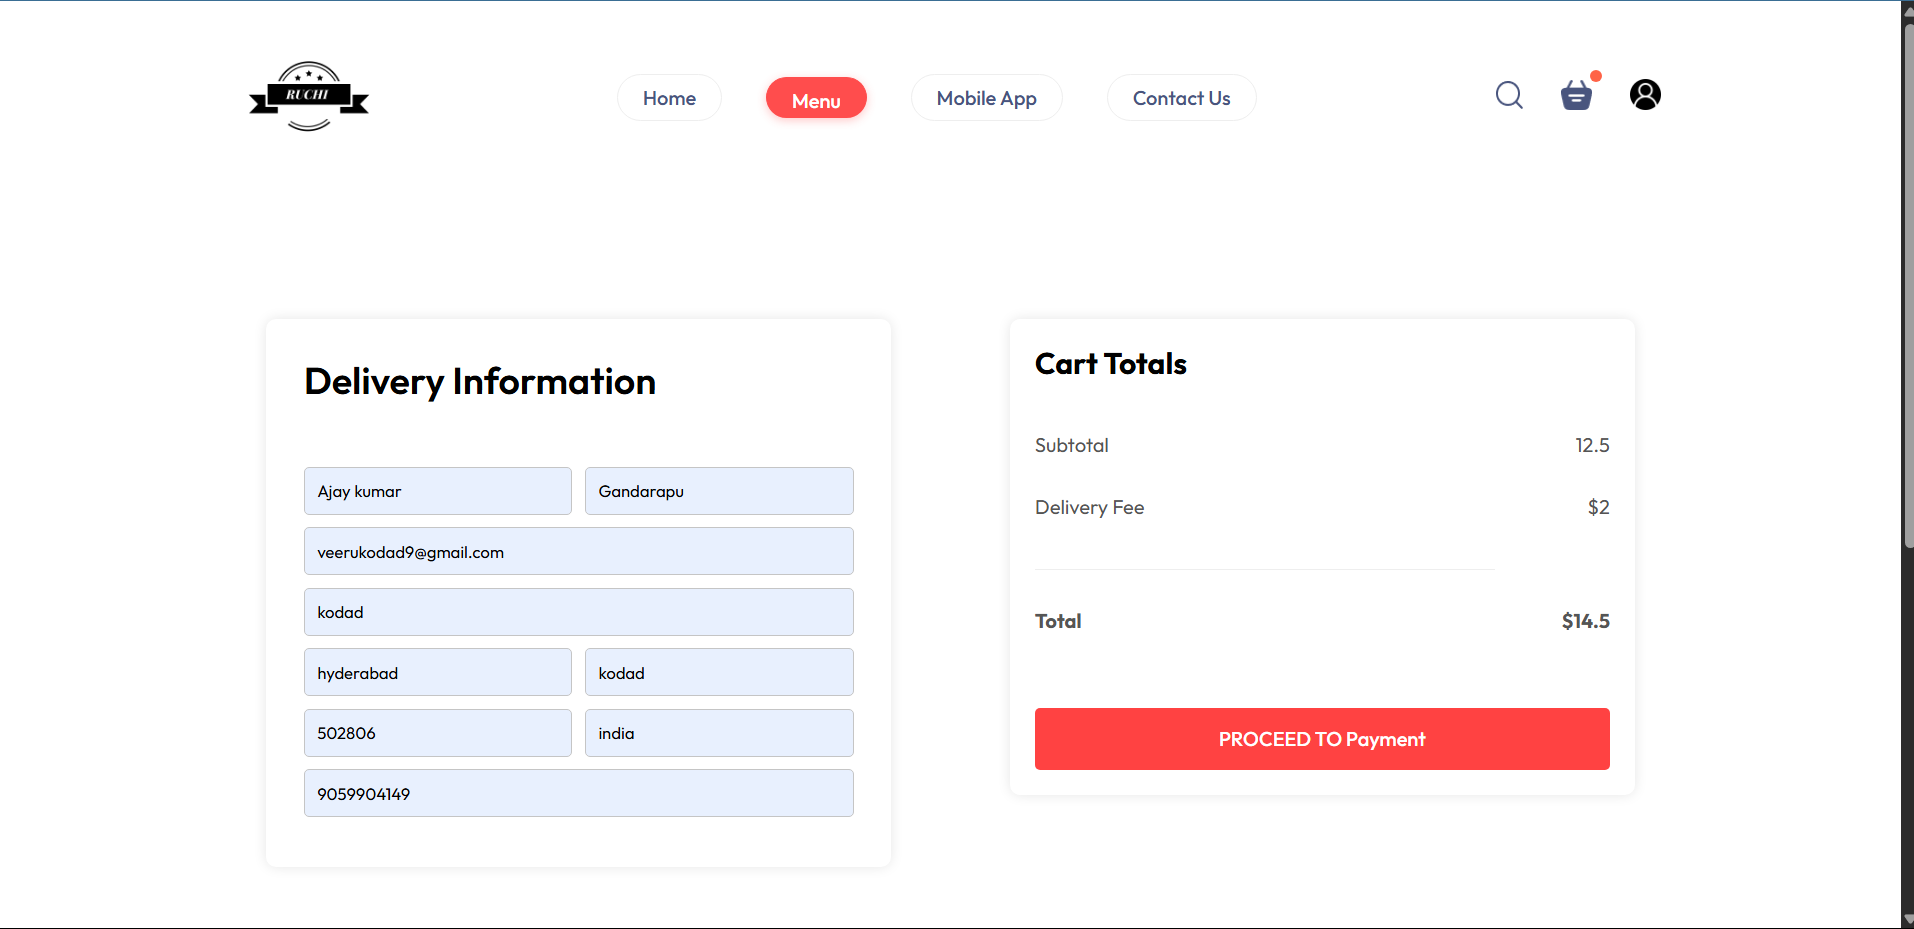 RUCHI
Home
Menu
Mobile App
Contact Us
Delivery Information
Ajay kumar
Gandarapu
veerukodad9@gmail.com
kodad
hyderabad
kodad
502806
india
9059904149
Cart Totals
Subtotal 12.5
Delivery Fee $2
Total $14.5
PROCEED TO Payment